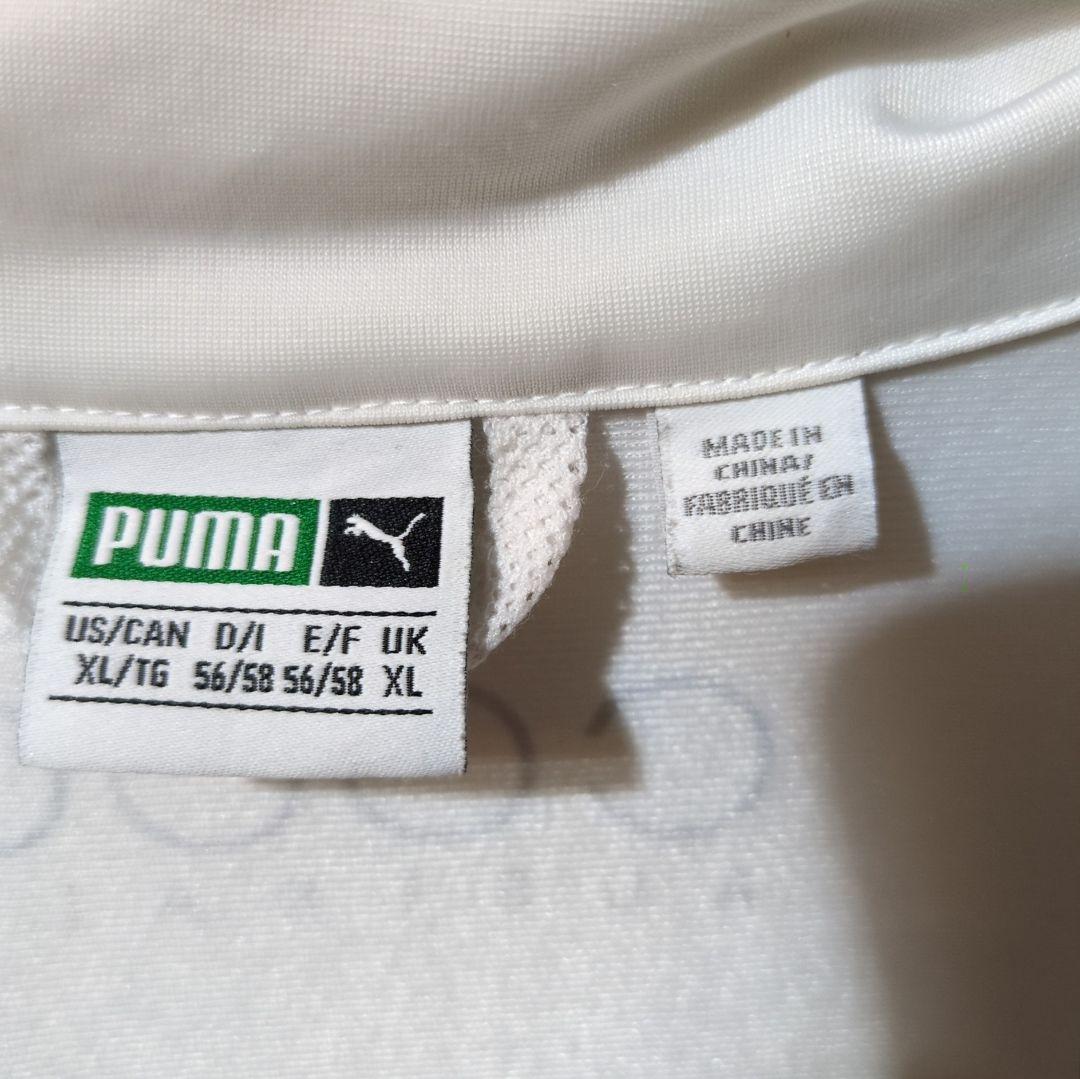 PUMA
US/CAN D/I E/F UK
XL/TG 56/58 56/58 XL
MADE IN
CHINA/
FABRIQUÉ EN
CHINE